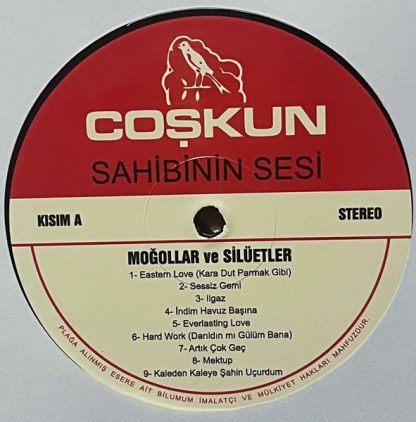 COŞKUN
SAHİBİNİN SESİ
KISIM A
STEREO
MOĞOLLAR ve SİLÜETLER
1- Eastern Love (Kara Dut Parmak Gibi)
2- Sessiz Gemi
3- Ilgaz
4- İndim Havuz Başına
5- Everlasting Love
6- Hard Work (Darıldın mı Gülüm Bana)
7- Artık Çok Geç
8- Mektup
9- Kaleden Kaleye Şahin Uçurdum
PLAĞA ALINMIŞ ESERE AİT BİLÜMUM İMALATÇI VE MÜLKİYET HAKLARI MAHFUZDUR.